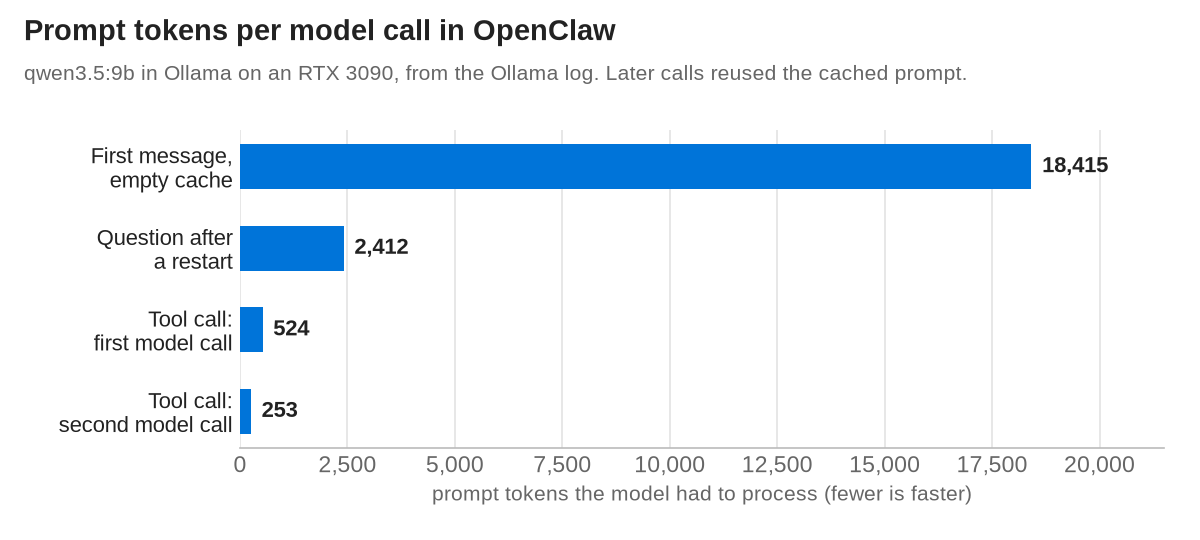 Prompt tokens per model call in OpenClaw
qwen3.5:9b in Ollama on an RTX 3090, from the Ollama log. Later calls reused the cached prompt.
First message,
empty cache
18,415
Question after
a restart
2,412
Tool call:
first model call
524
Tool call:
second model call
253
0 2,500 5,000 7,500 10,000 12,500 15,000 17,500 20,000
prompt tokens the model had to process (fewer is faster)